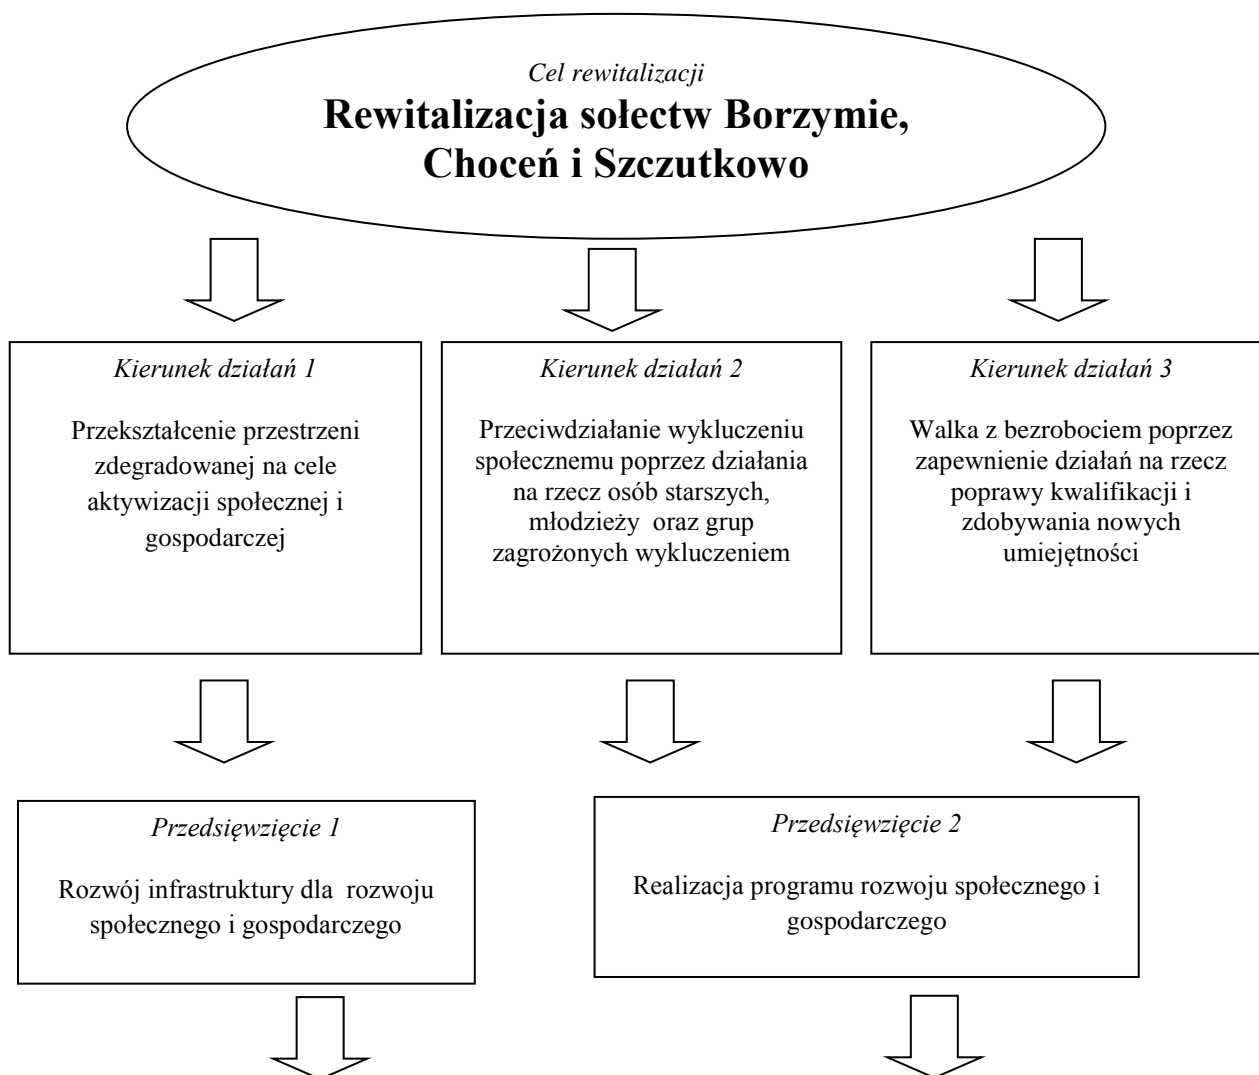 Cel rewitalizacji
Rewitalizacja sołectw Borzymie,
Choceń i Szczutkowo
Kierunek działań 1
Przekształcenie przestrzeni
zdegradowanej na cele
aktywizacji społecznej i
gospodarczej
Kierunek działań 2
Przeciwdziałanie wykluczeniu
społecznemu poprzez działania
na rzecz osób starszych,
młodzieży oraz grup
zagrożonych wykluczeniem
Kierunek działań 3
Walka z bezrobociem poprzez
zapewnienie działań na rzecz
poprawy kwalifikacji i
zdobywania nowych
umiejętności
Przedsięwzięcie 1
Rozwój infrastruktury dla rozwoju
społecznego i gospodarczego
Przedsięwzięcie 2
Realizacja programu rozwoju społecznego i
gospodarczego